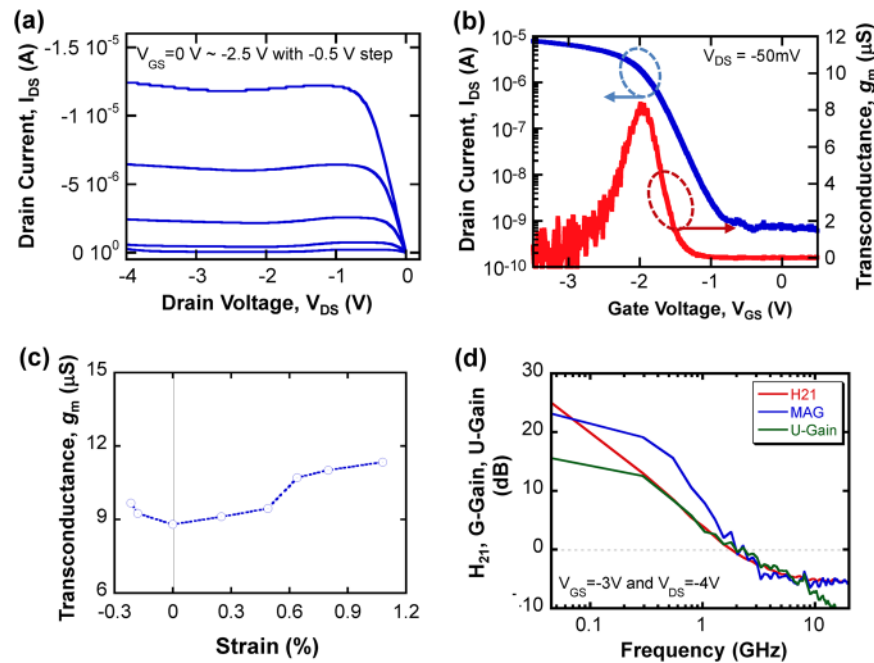 (a)
Drain Current, I_DS (A)
-1.5 10^-5
-1 10^-5
-5 10^-6
0 10^0
V_GS=0 V ~ -2.5 V with -0.5 V step
-4 -3 -2 -1 0
Drain Voltage, V_DS (V)
(b)
Drain Current, I_DS (A)
10^-5
10^-6
10^-7
10^-8
10^-9
10^-10
V_DS = -50mV
12
10
8
6
4
2
0
Transconductance, g_m (µS)
-3 -2 -1 0
Gate Voltage, V_GS (V)
(c)
Transconductance, g_m (µS)
15
12
9
6
-0.3 0 0.3 0.6 0.9 1.2
Strain (%)
(d)
H_21, G-Gain, U-Gain
(dB)
30
20
10
0
-10
H21
MAG
U-Gain
V_GS=-3V and V_DS=-4V
0.1 1 10
Frequency (GHz)